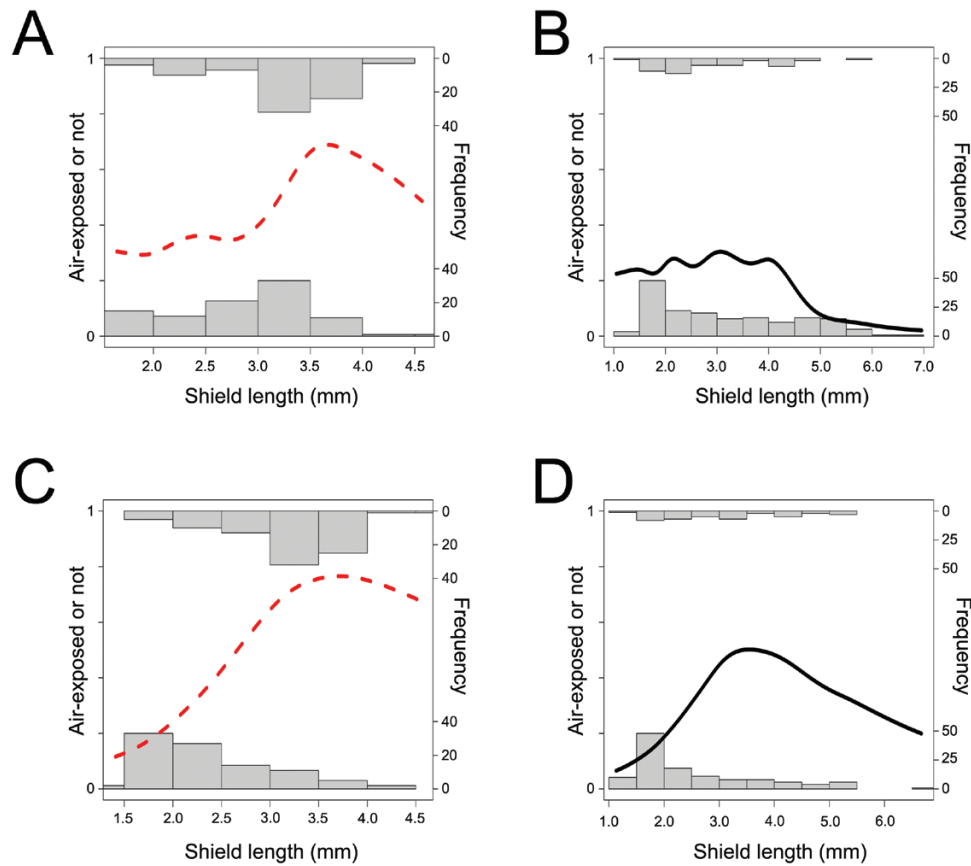 A
B
1
0
Air-exposed or not
0
20
40
40
20
0
Frequency
2.0 2.5 3.0 3.5 4.0 4.5
Shield length (mm)
1
0
Air-exposed or not
0
25
50
50
25
0
Frequency
1.0 2.0 3.0 4.0 5.0 6.0 7.0
Shield length (mm)
C
D
1
0
Air-exposed or not
0
20
40
40
20
0
Frequency
1.5 2.0 2.5 3.0 3.5 4.0 4.5
Shield length (mm)
1
0
Air-exposed or not
0
25
50
50
25
0
Frequency
1.0 2.0 3.0 4.0 5.0 6.0
Shield length (mm)